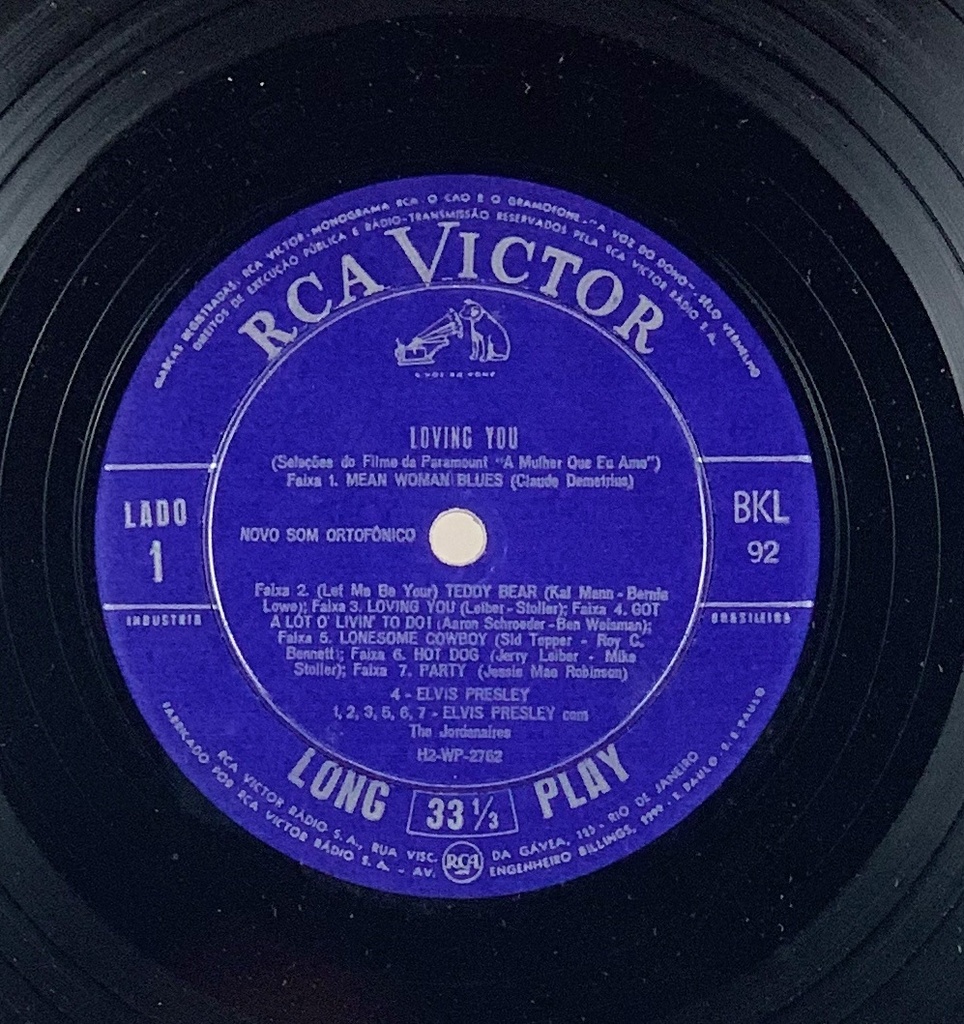 MARCAS REGISTRADAS, RCA VICTOR-MONOGRAMA RCA O CAO E O GRAMOFONE-"A VOZ DO DONO"-SELO VERMELHO
DIREITOS DE EXECUÇÃO PÚBLICA E RÁDIO-TRANSMISSÃO RESERVADOS PELA RCA VICTOR RÁDIO S.A.
RCA VICTOR
A VOZ DO DONO
LOVING YOU
(Seleções do Filme da Paramount "A Mulher Que Eu Amo")
Faixa 1. MEAN WOMAN BLUES (Claude Demetrius)
LADO
1
NOVO SOM ORTOFÔNICO
BKL
92
INDUSTRIA
BRASILEIRA
Faixa 2. (Let Me Be Your) TEDDY BEAR (Kal Mann - Bernie
Lowe); Faixa 3. LOVING YOU (Leiber-Stoller); Faixa 4. GOT
A LOT O' LIVIN' TO DO! (Aaron Schroeder-Ben Weisman);
Faixa 5. LONESOME COWBOY (Sid Tepper - Roy C.
Bennett); Faixa 6. HOT DOG (Jerry Leiber - Mike
Stoller); Faixa 7. PARTY (Jessie Mae Robinson)
4 - ELVIS PRESLEY
1, 2, 3, 5, 6, 7 - ELVIS PRESLEY com
The Jordanaires
H2-WP-2762
LONG 33 1/3 PLAY
RCA VICTOR RÁDIO S. A., RUA VISC. DA GÁVEA, - RIO DE JANEIRO
FABRICADO POR RCA VICTOR RÁDIO S. A. - AV. ENGENHEIRO BILLINGS, S. PAULO
RCA